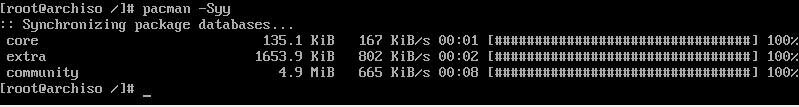 [root@archiso /]# pacman -Syy
:: Synchronizing package databases...
 core                 135.1 KiB   167 KiB/s 00:01 [################################] 100%
 extra               1653.9 KiB   802 KiB/s 00:02 [################################] 100%
 community              4.9 MiB   665 KiB/s 00:08 [################################] 100%
[root@archiso /]# _